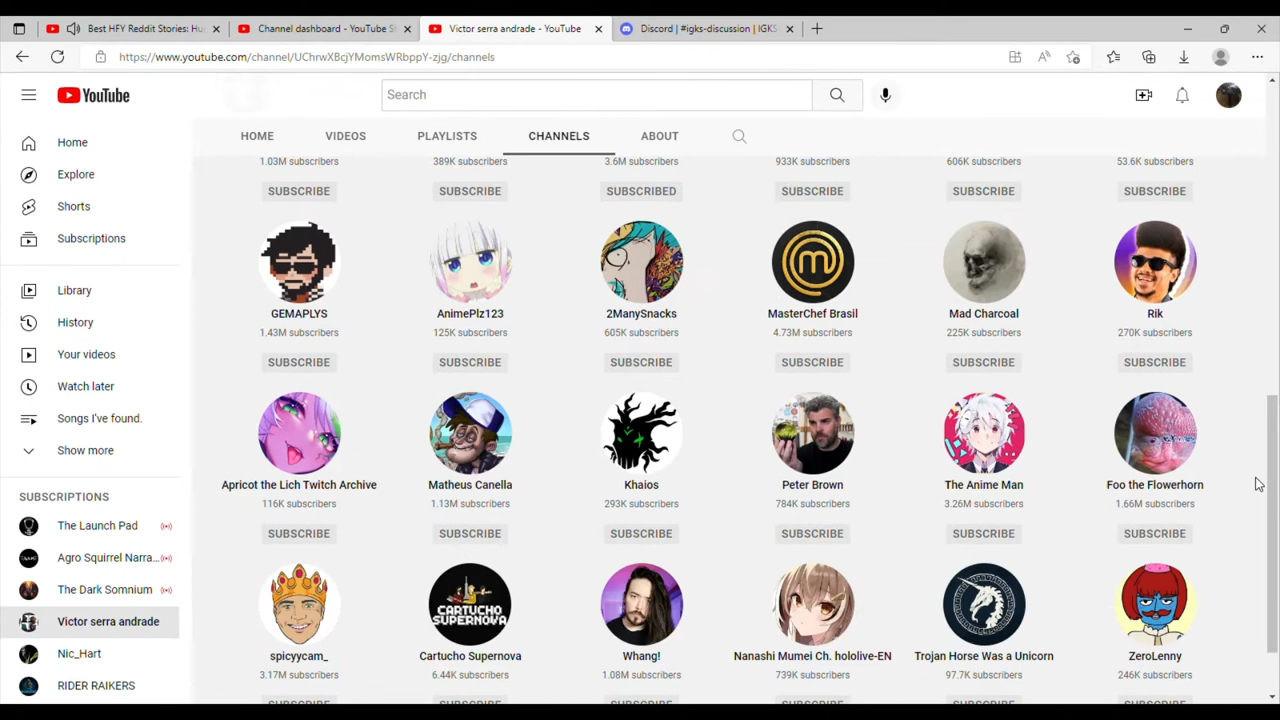 Best HFY Reddit Stories: Hu
Channel dashboard - YouTube S
Victor serra andrade - YouTube
Discord | #igks-discussion | IGKS
https://www.youtube.com/channel/UChrwXBcjYMomsWRbppY-zjg/channels
YouTube
Search
HOME VIDEOS PLAYLISTS CHANNELS ABOUT
Home
Explore
Shorts
Subscriptions
Library
History
Your videos
Watch later
Songs I've found.
Show more
SUBSCRIPTIONS
The Launch Pad
Agro Squirrel Narra...
The Dark Somnium
Victor serra andrade
Nic_Hart
RIDER RAIKERS
1.03M subscribers 389K subscribers 3.6M subscribers 933K subscribers 606K subscribers 53.6K subscribers
SUBSCRIBE SUBSCRIBE SUBSCRIBED SUBSCRIBE SUBSCRIBE SUBSCRIBE
GEMAPLYS AnimePlz123 2ManySnacks MasterChef Brasil Mad Charcoal Rik
1.43M subscribers 125K subscribers 605K subscribers 4.73M subscribers 225K subscribers 270K subscribers
SUBSCRIBE SUBSCRIBE SUBSCRIBE SUBSCRIBE SUBSCRIBE SUBSCRIBE
Apricot the Lich Twitch Archive Matheus Canella Khaios Peter Brown The Anime Man Foo the Flowerhorn
116K subscribers 1.13M subscribers 293K subscribers 784K subscribers 3.26M subscribers 1.66M subscribers
SUBSCRIBE SUBSCRIBE SUBSCRIBE SUBSCRIBE SUBSCRIBE SUBSCRIBE
CARTUCHO
SUPERNOVA
spicyycam_ Cartucho Supernova Whang! Nanashi Mumei Ch. hololive-EN Trojan Horse Was a Unicorn ZeroLenny
3.17M subscribers 6.44K subscribers 1.08M subscribers 739K subscribers 97.7K subscribers 246K subscribers